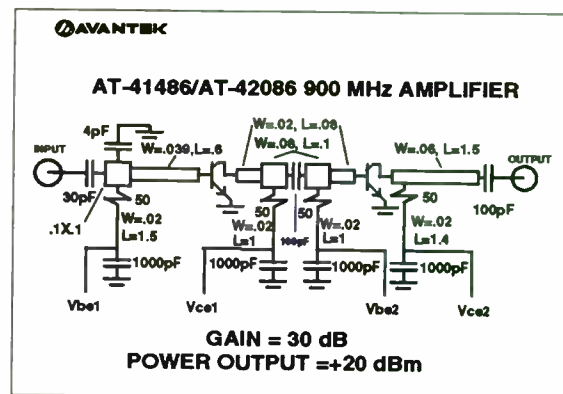 AVANTEK
AT-41486/AT-42086 900 MHz AMPLIFIER
INPUT
4pF
W=.039,L=.6
W=.02, L=.06
W=.06, L=.1
W=.06, L=1.5
OUTPUT
30pF
50
50
50
50
100pF
.1X.1
W=.02
L=1.5
W=.02
L=1
100pF
W=.02
L=1
W=.02
L=1.4
1000pF
1000pF
1000pF
1000pF
Vbe1
Vce1
Vbe2
Vce2
GAIN = 30 dB
POWER OUTPUT =+20 dBm